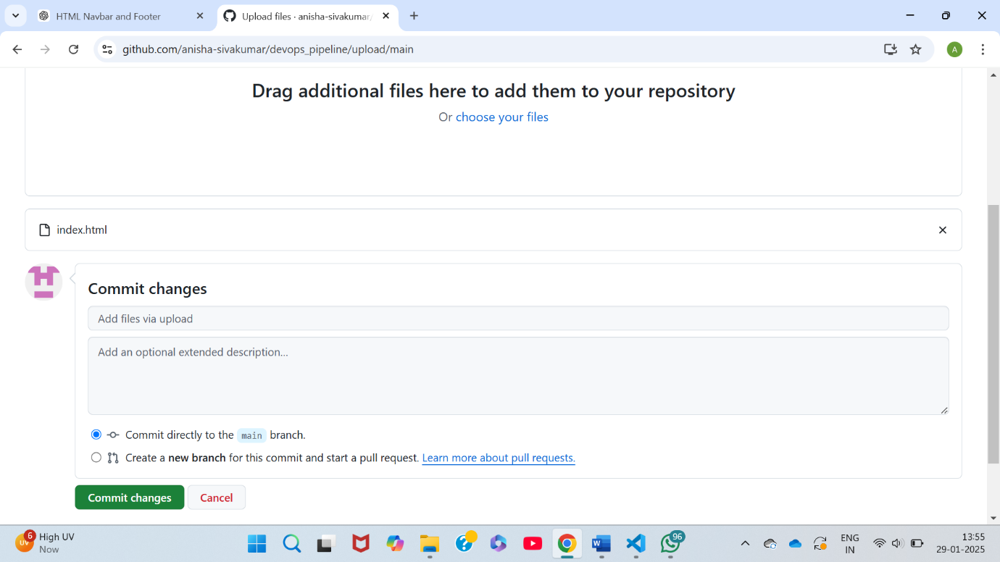 HTML Navbar and Footer
Upload files · anisha-sivakumar/
github.com/anisha-sivakumar/devops_pipeline/upload/main
A
Drag additional files here to add them to your repository
Or choose your files
index.html
Commit changes
Add files via upload
Add an optional extended description...
Commit directly to the main branch.
Create a new branch for this commit and start a pull request. Learn more about pull requests.
Commit changes
Cancel
UV
6
High UV
Now
96
ENG
IN
13:55
29-01-2025